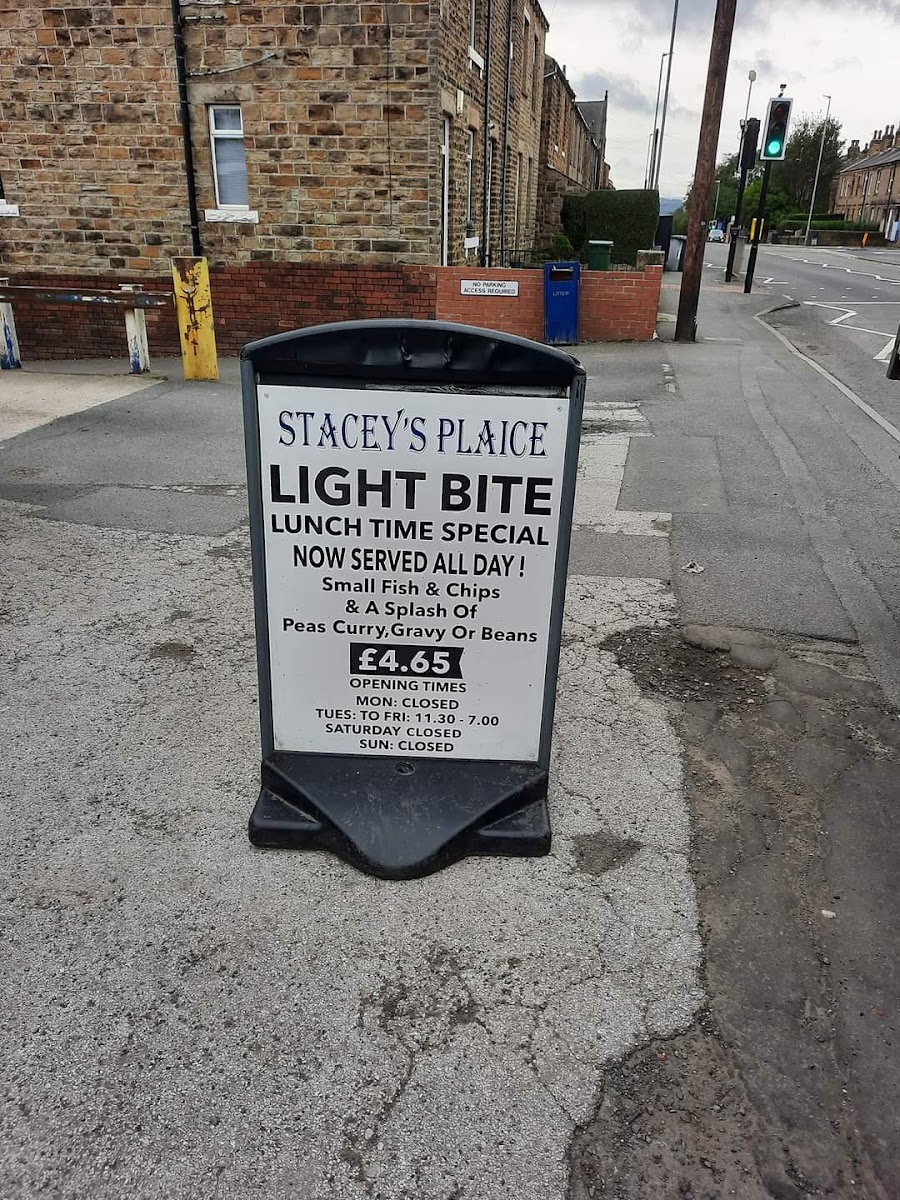 NO PARKING
ACCESS REQUIRED
LITTER
STACEY'S PLAICE
LIGHT BITE
LUNCH TIME SPECIAL
NOW SERVED ALL DAY !
Small Fish & Chips
& A Splash Of
Peas Curry,Gravy Or Beans
£4.65
OPENING TIMES
MON: CLOSED
TUES: TO FRI: 11.30 - 7.00
SATURDAY CLOSED
SUN: CLOSED